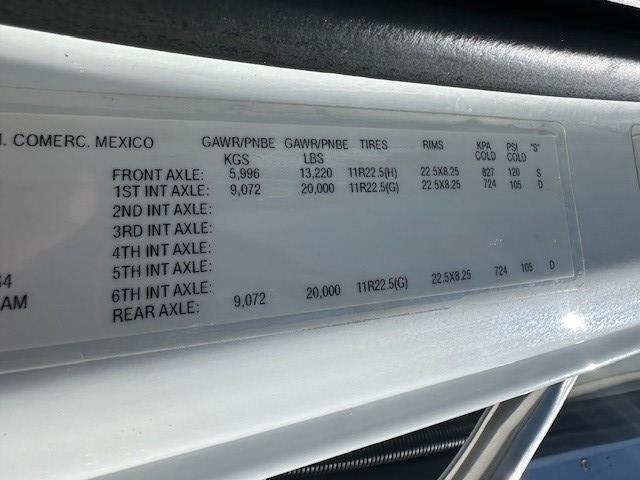 . COMERC. MEXICO
GAWR/PNBE GAWR/PNBE TIRES RIMS KPA PSI "S"
KGS LBS COLD COLD
FRONT AXLE: 5,996 13,220 11R22.5(H) 22.5X8.25 827 120 S
1ST INT AXLE: 9,072 20,000 11R22.5(G) 22.5X8.25 724 105 D
2ND INT AXLE:
3RD INT AXLE:
4TH INT AXLE:
5TH INT AXLE:
6TH INT AXLE:
REAR AXLE: 9,072 20,000 11R22.5(G) 22.5X8.25 724 105 D
64
AM